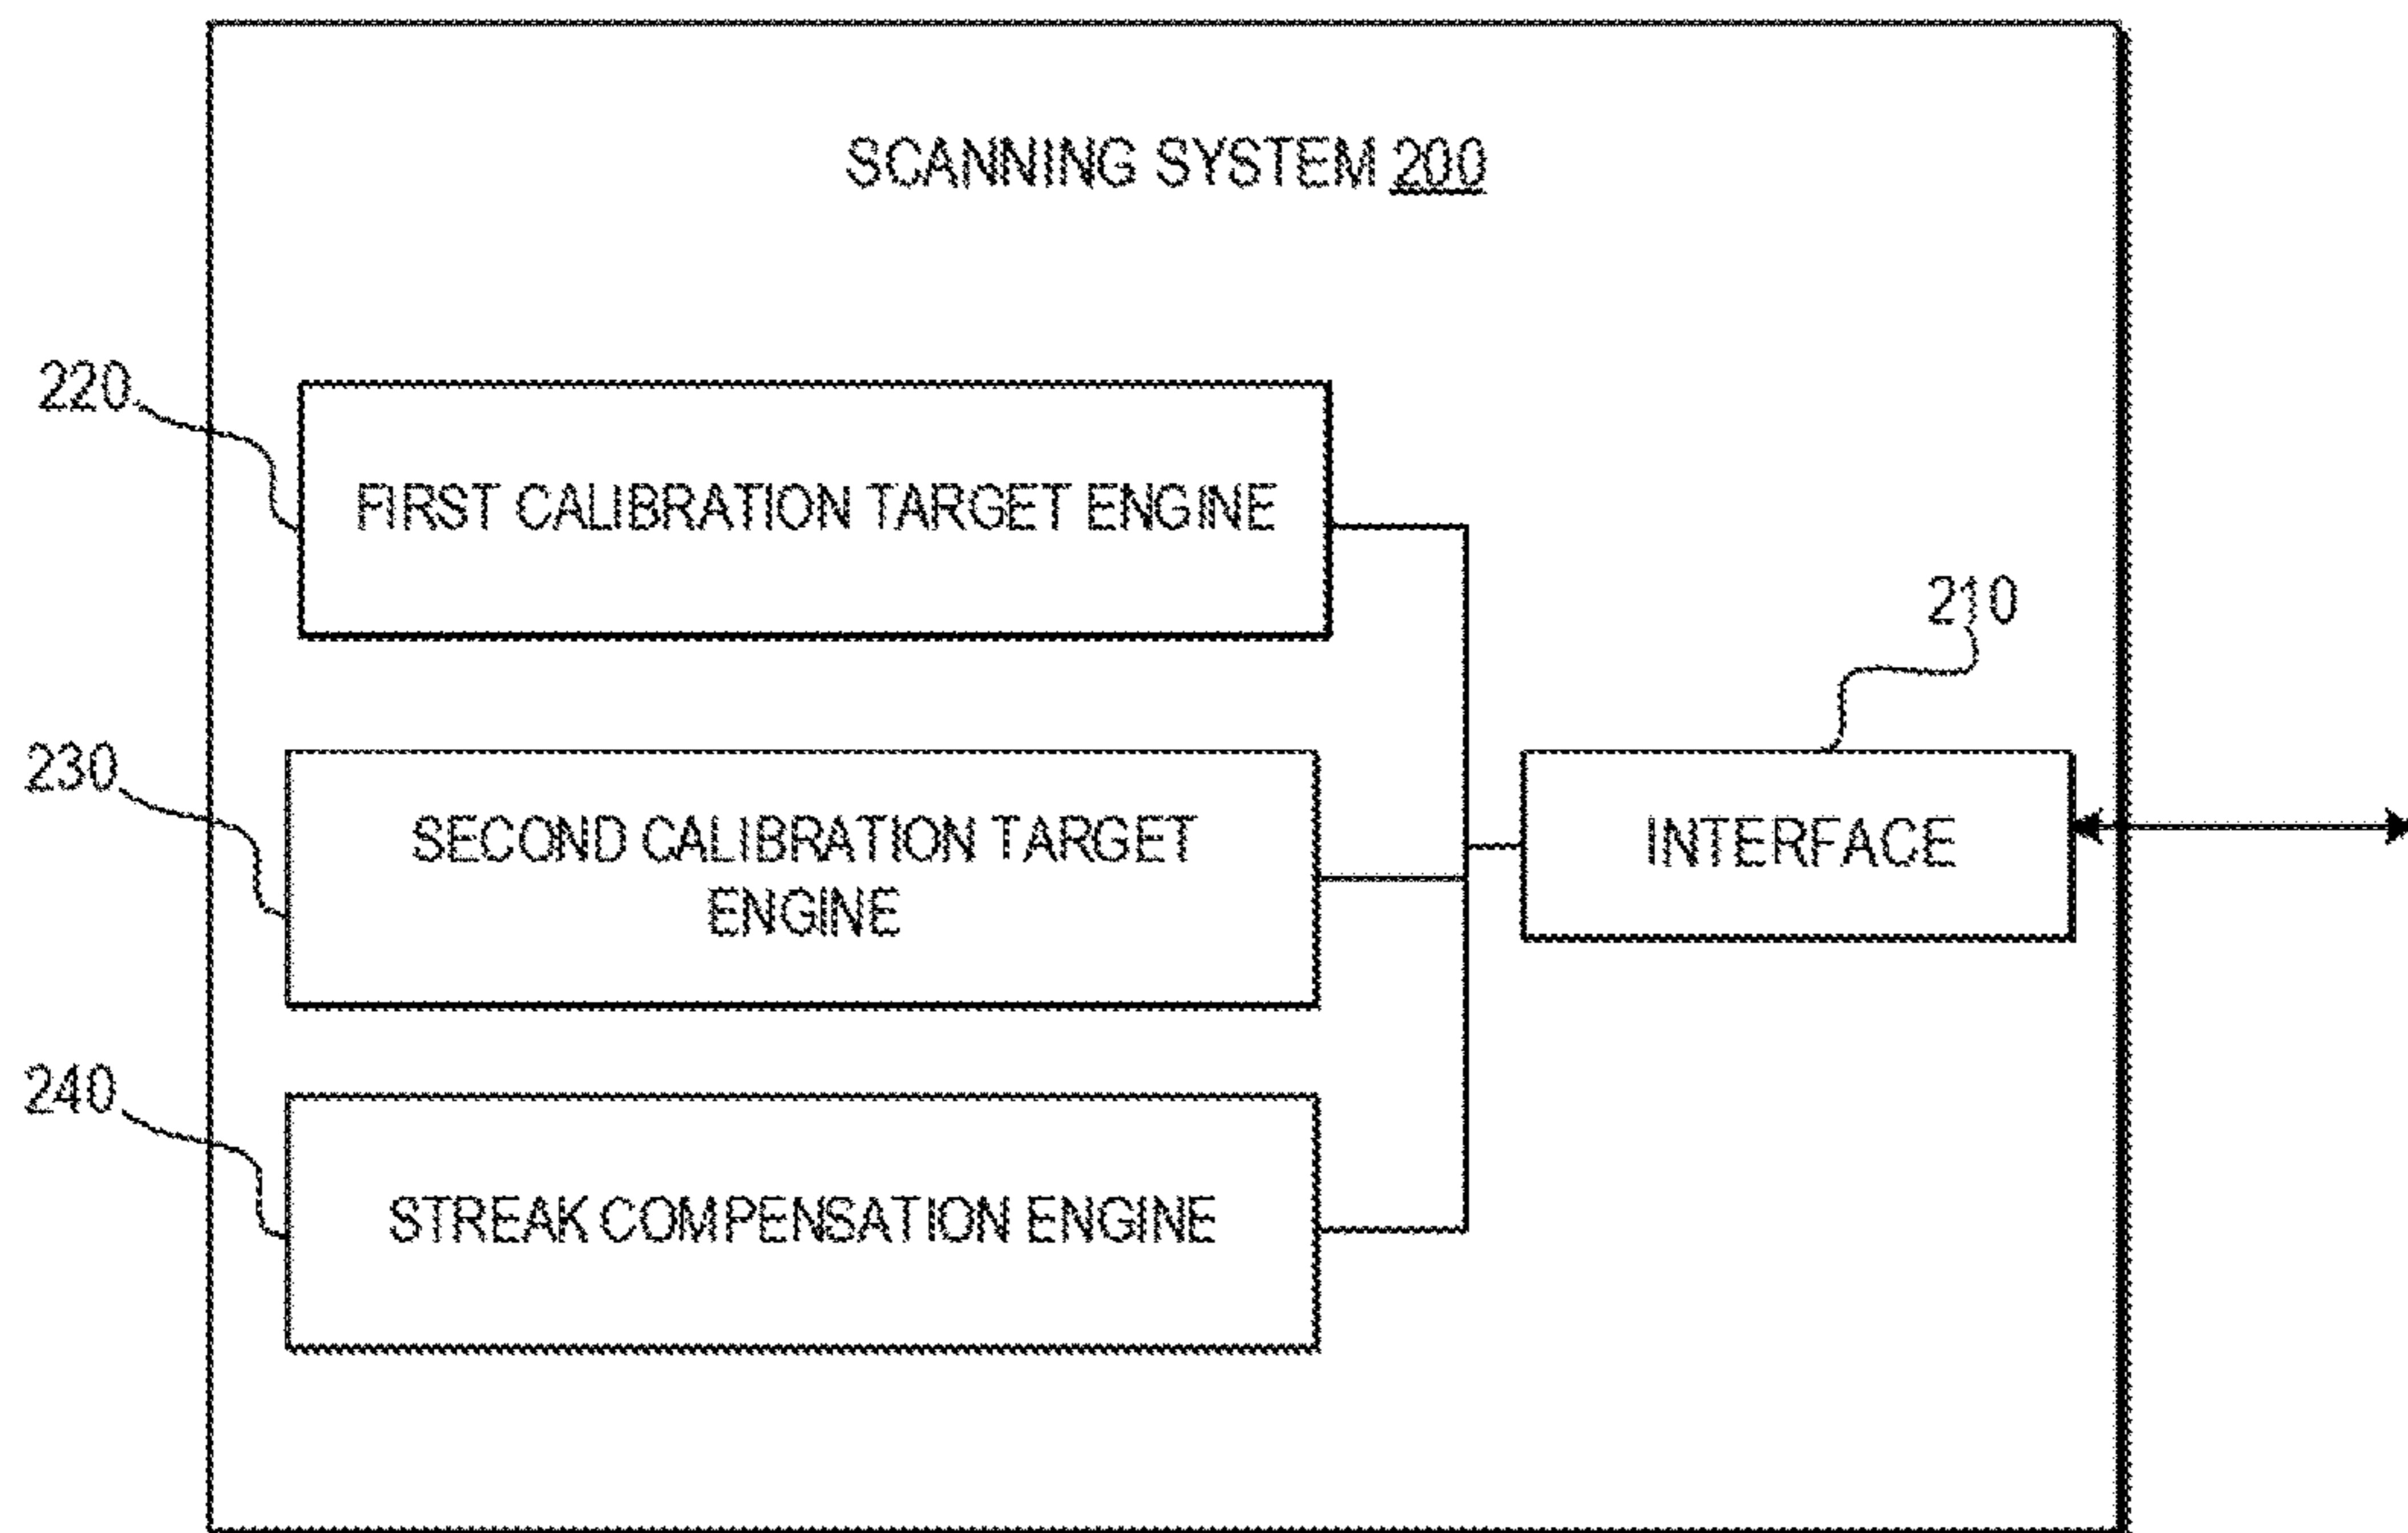 SCANNING SYSTEM 200
220
FIRST CALIBRATION TARGET ENGINE
210
230
SECOND CALIBRATION TARGET
ENGINE
INTERFACE
240
STREAK COMPENSATION ENGINE